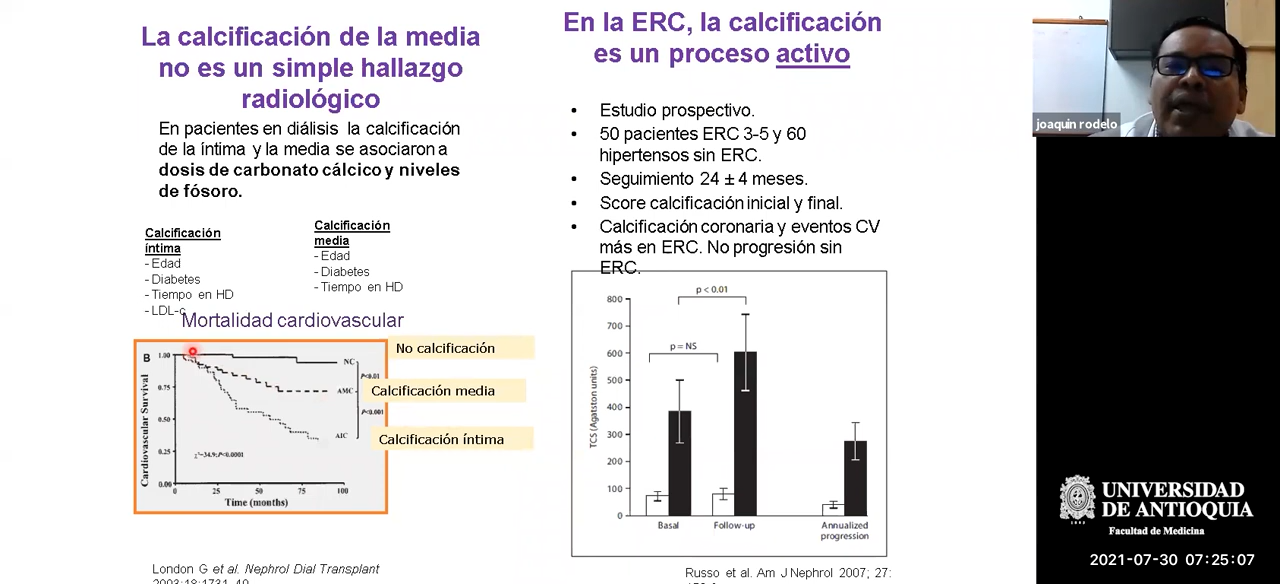 La calcificación de la media
no es un simple hallazgo
radiológico
En pacientes en diálisis la calcificación
de la íntima y la media se asociaron a
dosis de carbonato cálcico y niveles
de fósoro.
Calcificación
íntima
- Edad
- Diabetes
- Tiempo en HD
- LDL-c
Calcificación
media
- Edad
- Diabetes
- Tiempo en HD
Mortalidad cardiovascular
B
Cardiovascular Survival
1.00
0.75
0.50
0.25
0.00
0 25 50 75 100
Time (months)
NC
AMC
AIC
P<0.01
P<0.001
χ²=34.9; P<0.0001
No calcificación
Calcificación media
Calcificación íntima
London G et al. Nephrol Dial Transplant
2003;18:1731-40
En la ERC, la calcificación
es un proceso activo
• Estudio prospectivo.
• 50 pacientes ERC 3-5 y 60
hipertensos sin ERC.
• Seguimiento 24 ± 4 meses.
• Score calcificación inicial y final.
• Calcificación coronaria y eventos CV
más en ERC. No progresión sin
ERC.
TCS (Agatston units)
800
700
600
500
400
300
200
100
0
p < 0.01
p = NS
Basal Follow-up Annualized
progression
Russo et al. Am J Nephrol 2007; 27:
joaquin rodelo
1803
UNIVERSIDAD
DE ANTIOQUIA
Facultad de Medicina
2021-07-30 07:25:07